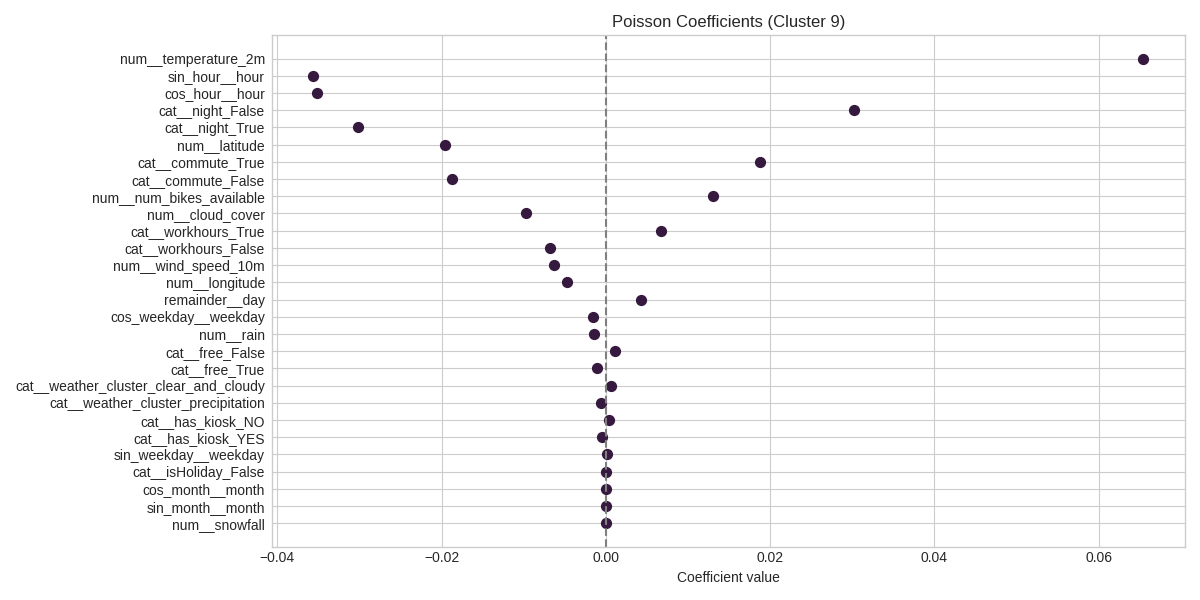 Poisson Coefficients (Cluster 9)
num__temperature_2m
sin_hour__hour
cos_hour__hour
cat__night_False
cat__night_True
num__latitude
cat__commute_True
cat__commute_False
num__num_bikes_available
num__cloud_cover
cat__workhours_True
cat__workhours_False
num__wind_speed_10m
num__longitude
remainder__day
cos_weekday__weekday
num__rain
cat__free_False
cat__free_True
cat__weather_cluster_clear_and_cloudy
cat__weather_cluster_precipitation
cat__has_kiosk_NO
cat__has_kiosk_YES
sin_weekday__weekday
cat__isHoliday_False
cos_month__month
sin_month__month
num__snowfall
−0.04 −0.02 0.00 0.02 0.04 0.06
Coefficient value